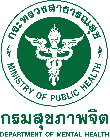 กระทรวงสาธารณสุข
MINISTRY OF PUBLIC HEALTH
กรมสุขภาพจิต
DEPARTMENT OF MENTAL HEALTH